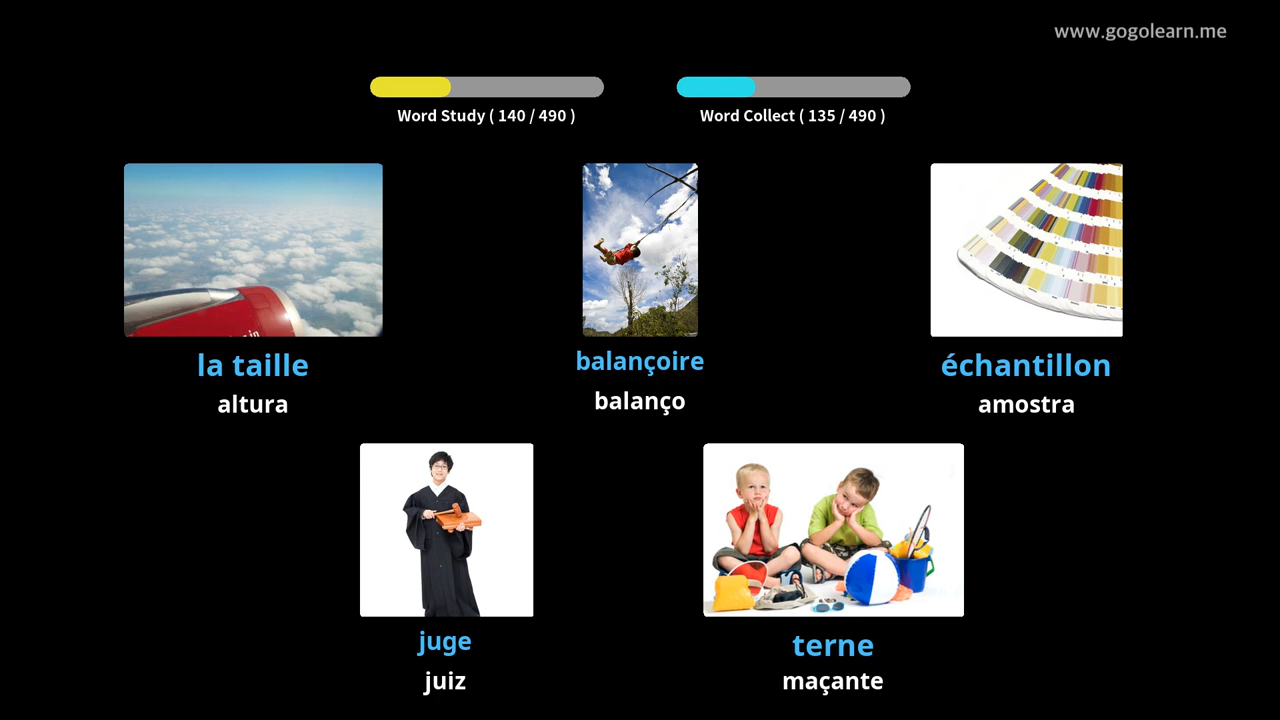 www.gogolearn.me
Word Study ( 140 / 490 )
Word Collect ( 135 / 490 )
la taille
altura
balançoire
balanço
échantillon
amostra
juge
juiz
terne
maçante